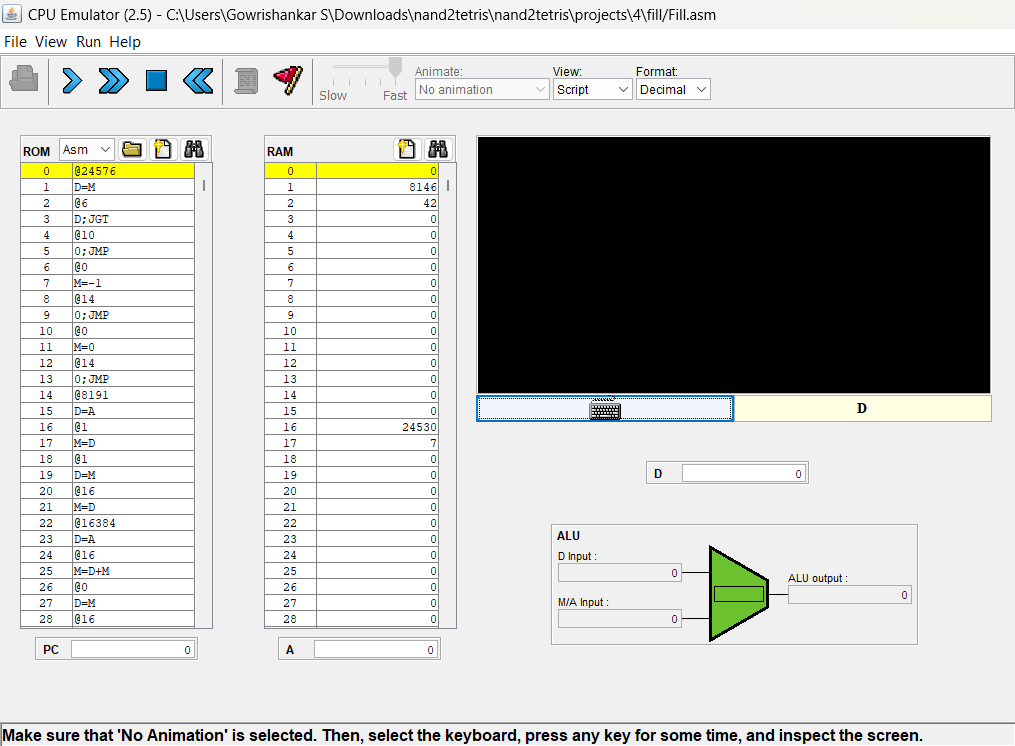 CPU Emulator (2.5) - C:\Users\Gowrishankar S\Downloads\nand2tetris\nand2tetris\projects\4\fill/Fill.asm
File View Run Help
Slow Fast
Animate: View: Format:
No animation Script Decimal
ROM Asm
0 @24576
1 D=M
2 @6
3 D;JGT
4 @10
5 0;JMP
6 @0
7 M=-1
8 @14
9 0;JMP
10 @0
11 M=0
12 @14
13 0;JMP
14 @8191
15 D=A
16 @1
17 M=D
18 @1
19 D=M
20 @16
21 M=D
22 @16384
23 D=A
24 @16
25 M=D+M
26 @0
27 D=M
28 @16
PC 0
RAM
0 0
1 8146
2 42
3 0
4 0
5 0
6 0
7 0
8 0
9 0
10 0
11 0
12 0
13 0
14 0
15 0
16 24530
17 7
18 0
19 0
20 0
21 0
22 0
23 0
24 0
25 0
26 0
27 0
28 0
A 0
D
D 0
ALU
D Input :
0
M/A Input :
0
ALU output :
0
Make sure that 'No Animation' is selected. Then, select the keyboard, press any key for some time, and inspect the screen.